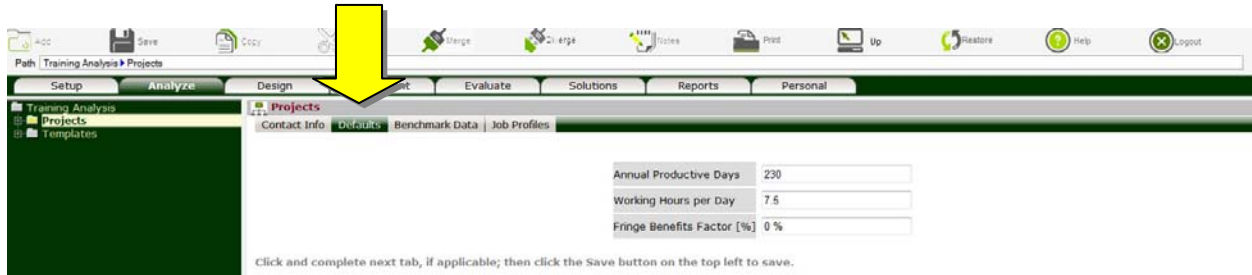 Add Save Copy Merge Diverge Notes Print Up Restore Help Logout
Path Training Analysis Projects
Setup Analyze Design Evaluate Solutions Reports Personal
Training Analysis
Projects
Templates
Projects
Contact Info Defaults Benchmark Data Job Profiles
Annual Productive Days 230
Working Hours per Day 7.5
Fringe Benefits Factor [%] 0 %
Click and complete next tab, if applicable; then click the Save button on the top left to save.